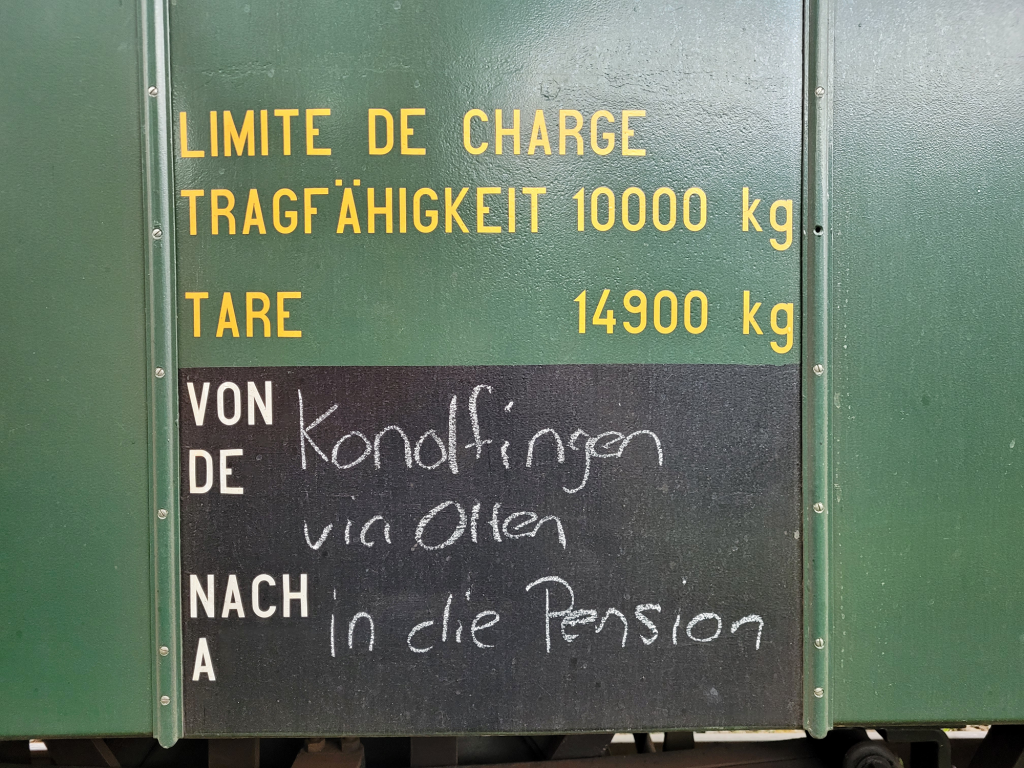 LIMITE DE CHARGE
TRAGFÄHIGKEIT 10000 kg
TARE 14900 kg
VON
DE
Konolfingen
via Olten
NACH
A
in die Pension